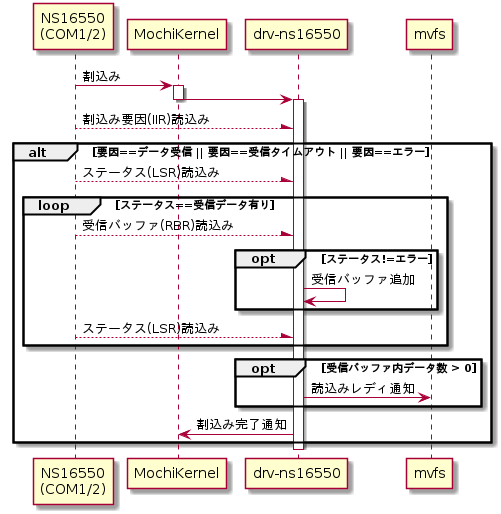 NS16550
(COM1/2)
MochiKernel
drv-ns16550
mvfs
割込み
割込み要因(IIR)読込み
alt
[要因==データ受信 || 要因==受信タイムアウト || 要因==エラー]
ステータス(LSR)読込み
loop
[ステータス==受信データ有り]
受信バッファ(RBR)読込み
opt
[ステータス!=エラー]
受信バッファ追加
ステータス(LSR)読込み
opt
[受信バッファ内データ数 > 0]
読込みレディ通知
割込み完了通知
NS16550
(COM1/2)
MochiKernel
drv-ns16550
mvfs